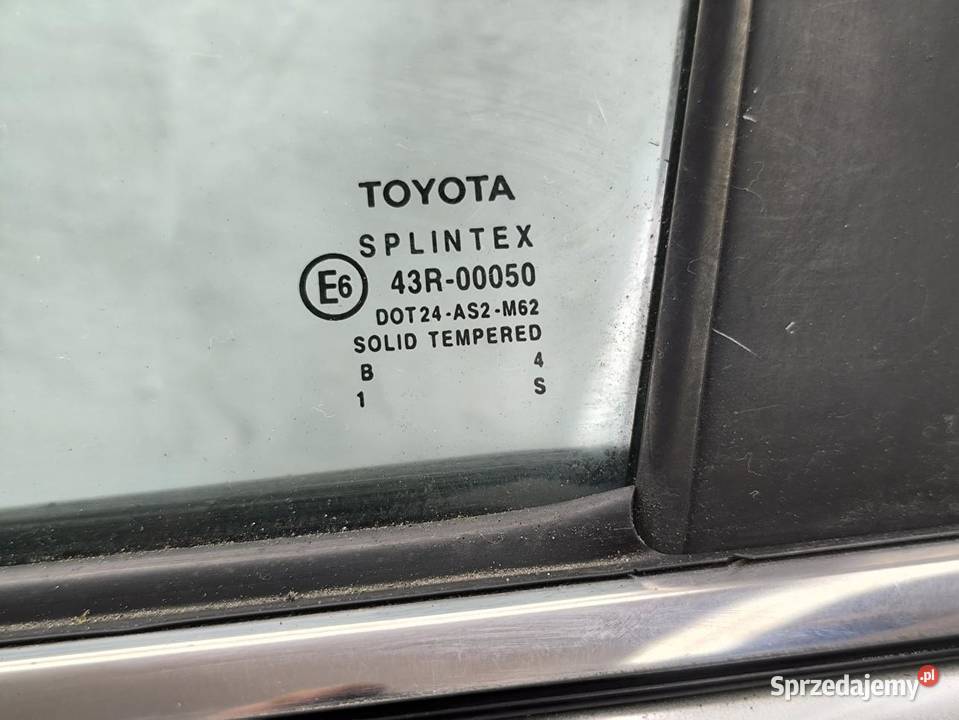 TOYOTA
SPLINTEX
E6 43R-00050
DOT24-AS2-M62
SOLID TEMPERED
B 4
1 S
Sprzedajemy.pl